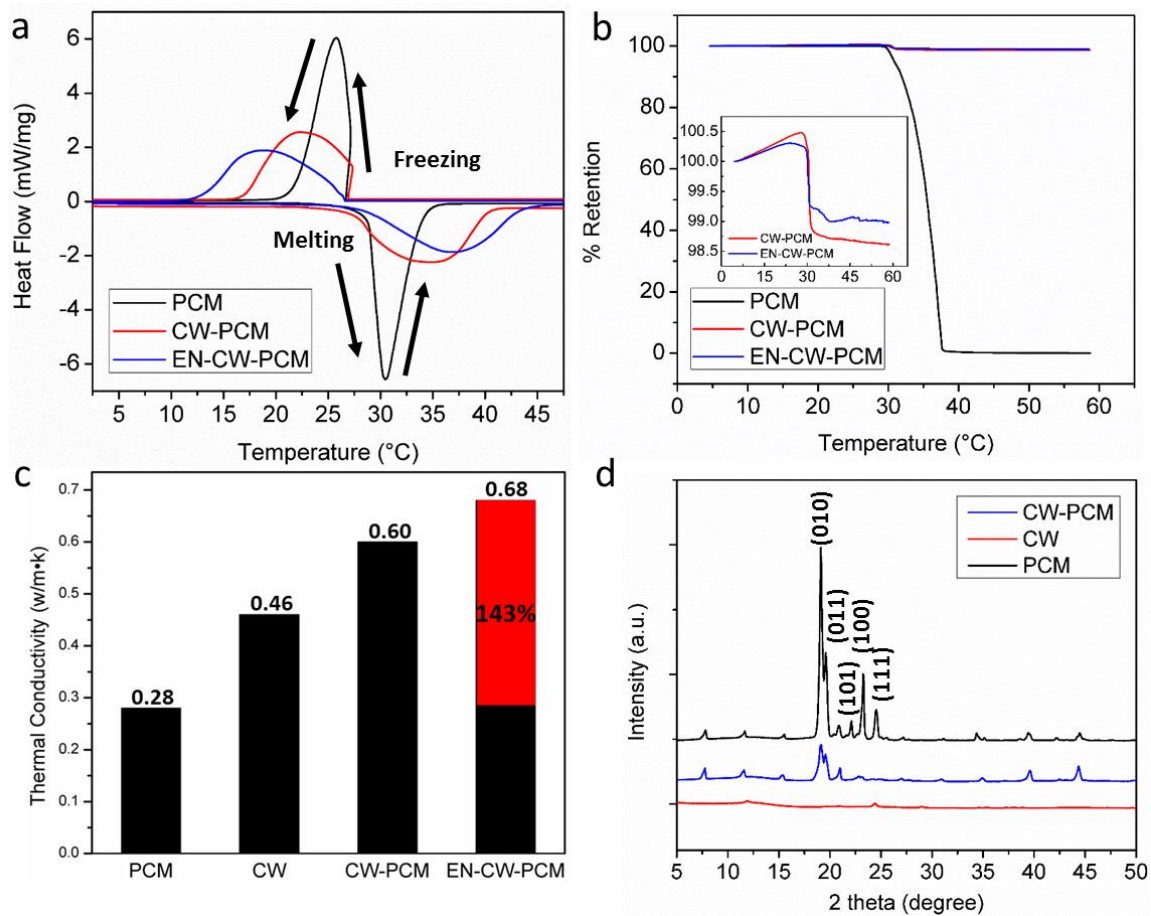 a
Heat Flow (mW/mg)
6
4
2
0
-2
-4
-6
Freezing
Melting
PCM
CW-PCM
EN-CW-PCM
5 10 15 20 25 30 35 40 45
Temperature (°C)
b
% Retention
100
80
60
40
20
0
100.5
100.0
99.5
99.0
98.5
CW-PCM
EN-CW-PCM
0 15 30 45 60
PCM
CW-PCM
EN-CW-PCM
0 10 20 30 40 50 60
Temperature (°C)
c
Thermal Conductivity (w/m•k)
0.7
0.6
0.5
0.4
0.3
0.2
0.1
0.0
0.28
0.46
0.60
0.68
143%
PCM CW CW-PCM EN-CW-PCM
d
Intensity (a.u.)
(010)
(011)
(101)
(100)
(111)
CW-PCM
CW
PCM
5 10 15 20 25 30 35 40 45 50
2 theta (degree)